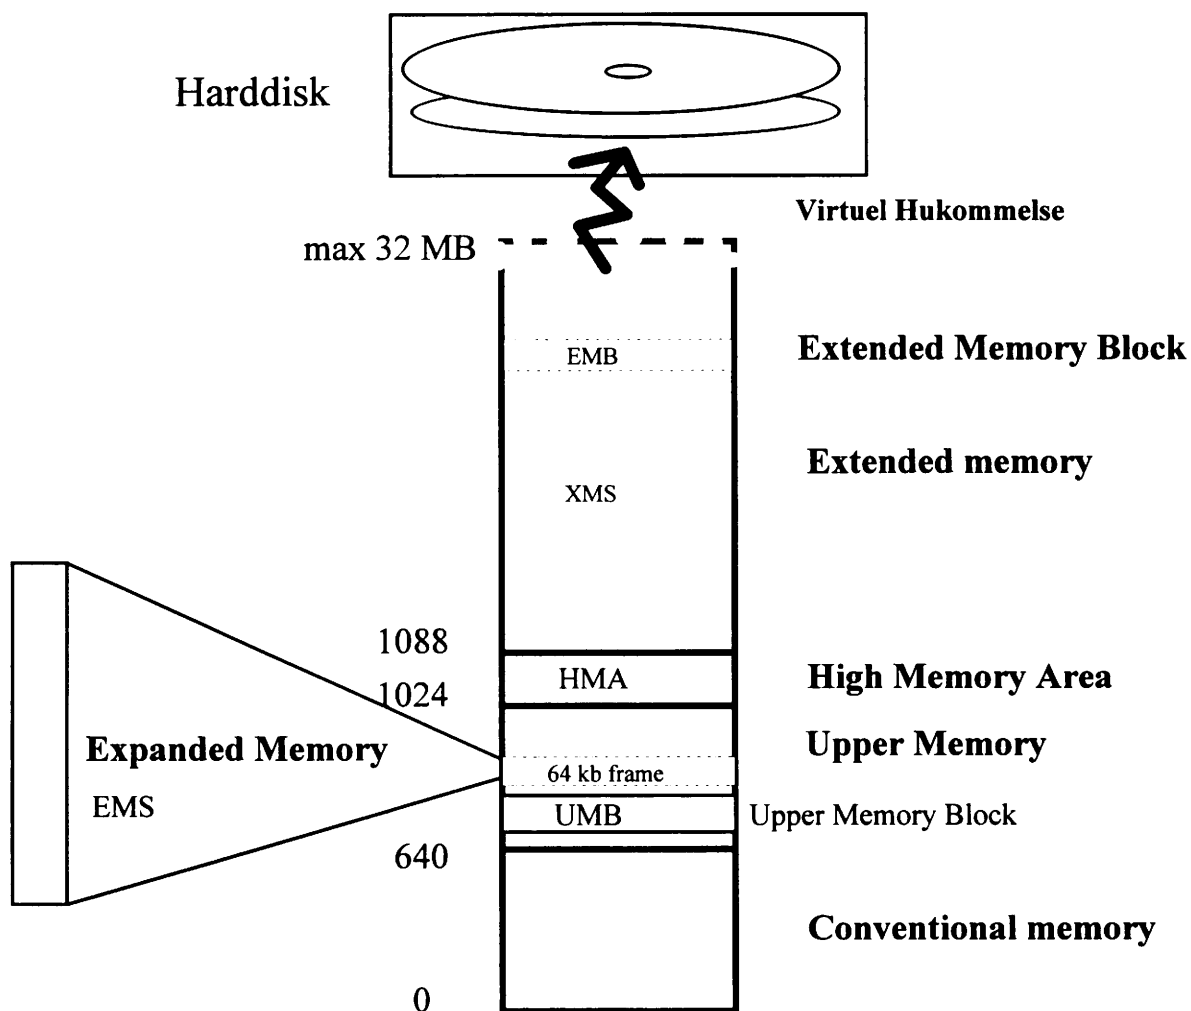 Harddisk
Virtuel Hukommelse
max 32 MB
EMB
Extended Memory Block
Extended memory
XMS
1088
HMA
High Memory Area
1024
Upper Memory
Expanded Memory
64 kb frame
EMS
UMB
Upper Memory Block
640
Conventional memory
0